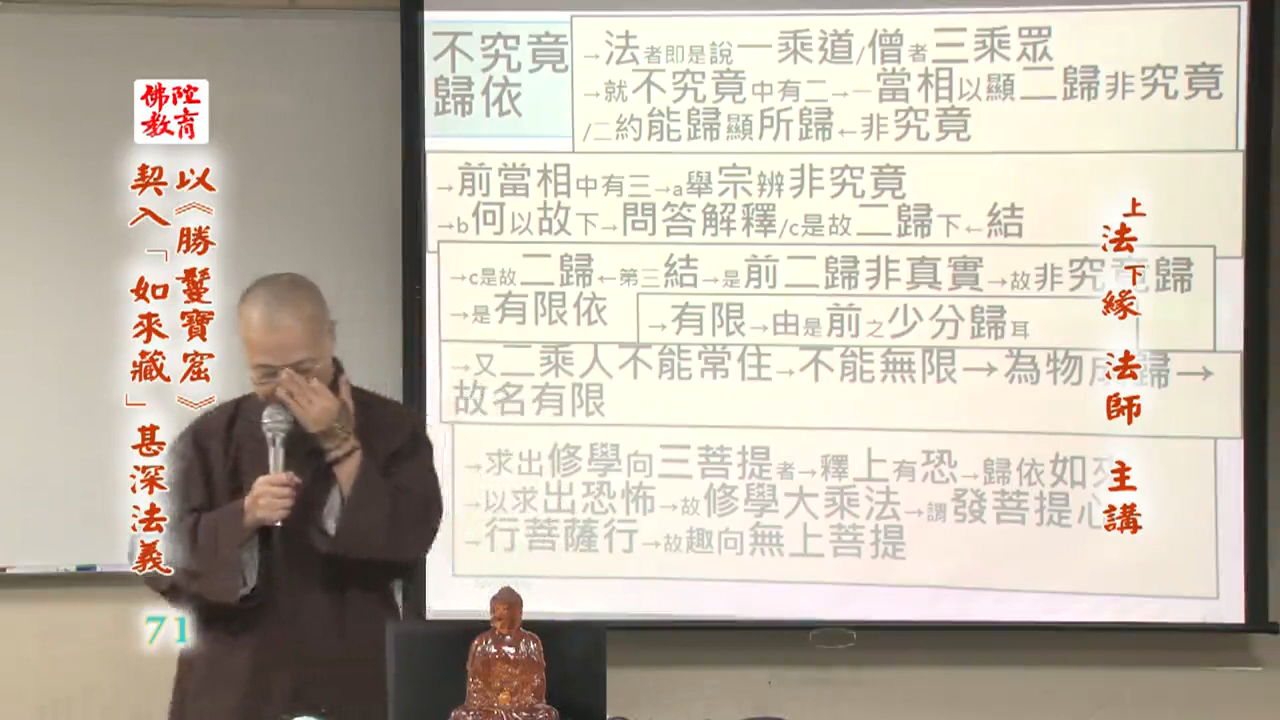 佛陀
教育
以《勝鬘寶窟》
契入「如來藏」甚深法義
71
不究竟
歸依
→法者即是說一乘道/僧者三乘眾
→就不究竟中有二→一當相以顯二歸非究竟
/二約能歸顯所歸←非究竟
→前當相中有三→a舉宗辨非究竟
→b何以故下→問答解釋/c是故二歸下←結
→c是故二歸←第三結→是前二歸非真實→故非究竟歸
→是有限依
→有限→由是前之少分歸耳
→又二乘人不能常住→不能無限→為物所歸→
故名有限
→求出修學向三菩提者→釋上有恐→歸依如來
→以求出恐怖→故修學大乘法→謂發菩提心
→行菩薩行→故趣向無上菩提
上法下緣 法師 主講